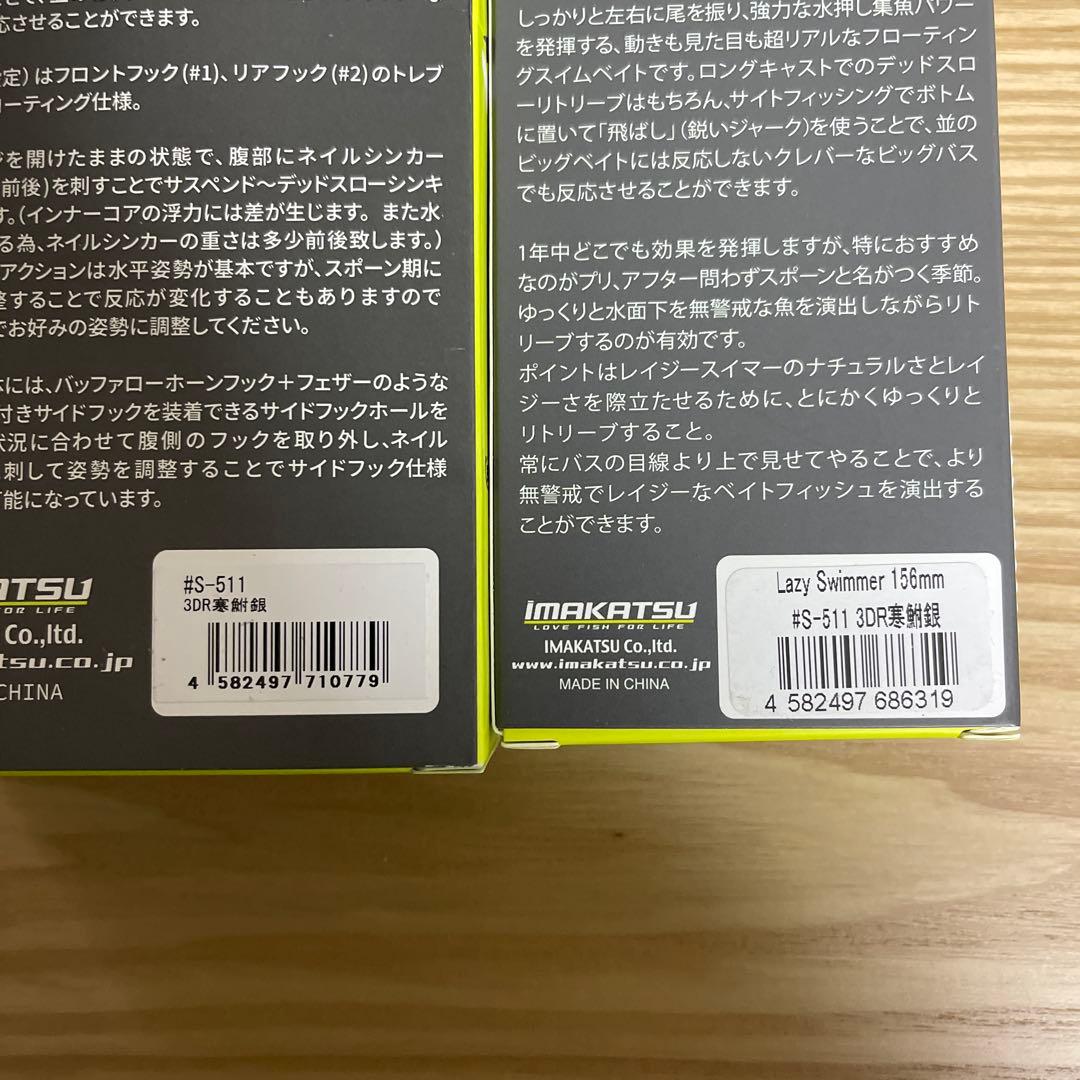 応させることができます。
定）はフロントフック(#1)、リアフック(#2)のトレブ
ーティング仕様。
を開けたままの状態で、腹部にネイルシンカー
前後)を刺すことでサスペンド〜デッドスローシンキ
す。（インナーコアの浮力には差が生じます。また水
る為、ネイルシンカーの重さは多少前後致します。）
アクションは水平姿勢が基本ですが、スポーン期に
整することで反応が変化することもありますので
でお好みの姿勢に調整してください。
には、バッファローホーンフック＋フェザーのような
付きサイドフックを装着できるサイドフックホールを
状況に合わせて腹側のフックを取り外し、ネイル
刺して姿勢を調整することでサイドフック仕様
可能になっています。
ATSU
FOR LIFE
Co.,ltd.
tsu.co.jp
CHINA
#S-511
3DR寒鮒銀
4 582497 710779
しっかりと左右に尾を振り、強力な水押し集魚パワー
を発揮する、動きも見た目も超リアルなフローティン
グスイムベイトです。ロングキャストでのデッドスロ
ーリトリーブはもちろん、サイトフィッシングでボトム
に置いて「飛ばし」（鋭いジャーク）を使うことで、並の
ビッグベイトには反応しないクレバーなビッグバス
でも反応させることができます。
1年中どこでも効果を発揮しますが、特におすすめ
なのがプリ、アフター問わずスポーンと名がつく季節。
ゆっくりと水面下を無警戒な魚を演出しながらリト
リーブするのが有効です。
ポイントはレイジースイマーのナチュラルさとレイ
ジーさを際立たせるために、とにかくゆっくりと
リトリーブすること。
常にバスの目線より上で見せてやることで、より
無警戒でレイジーなベイトフィッシュを演出する
ことができます。
imAKATSU
LOVE FISH FOR LIFE
IMAKATSU Co.,ltd.
www.imakatsu.co.jp
MADE IN CHINA
Lazy Swimmer 156mm
#S-511 3DR寒鮒銀
4 582497 686319